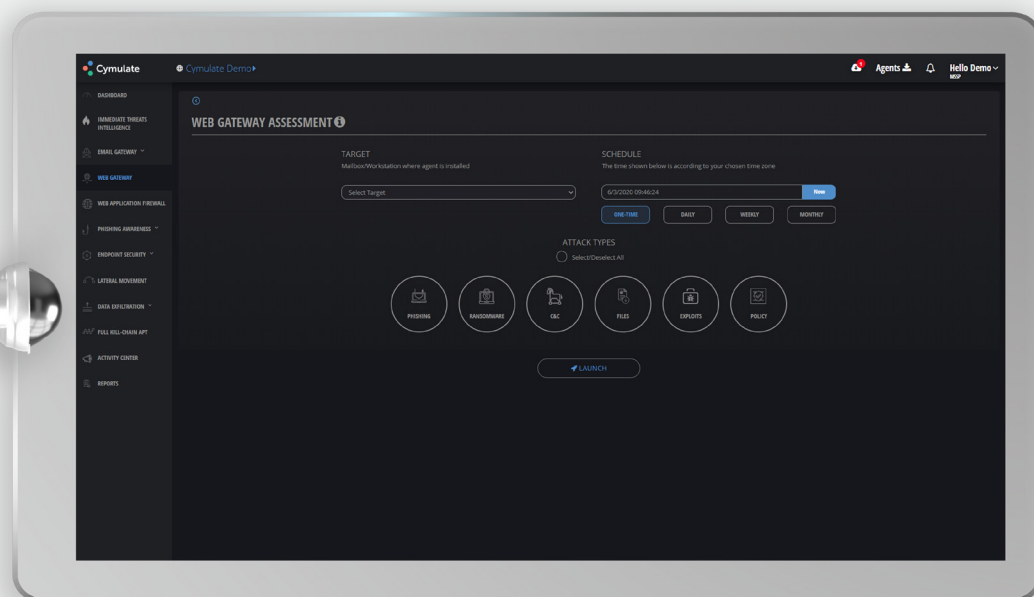 Cymulate
Cymulate Demo
1
Agents
Hello Demo
MSSP
DASHBOARD
IMMEDIATE THREATS
INTELLIGENCE
EMAIL GATEWAY
WEB GATEWAY
WEB APPLICATION FIREWALL
PHISHING AWARENESS
ENDPOINT SECURITY
LATERAL MOVEMENT
DATA EXFILTRATION
FULL KILL-CHAIN APT
ACTIVITY CENTER
REPORTS
WEB GATEWAY ASSESSMENT
TARGET
Mailbox/Workstation where agent is installed
Select Target
SCHEDULE
The time shown below is according to your chosen time zone
6/3/2020 09:46:24
Now
ONE-TIME
DAILY
WEEKLY
MONTHLY
ATTACK TYPES
Select/Deselect All
PHISHING
RANSOMWARE
C&C
FILES
EXPLOITS
POLICY
LAUNCH